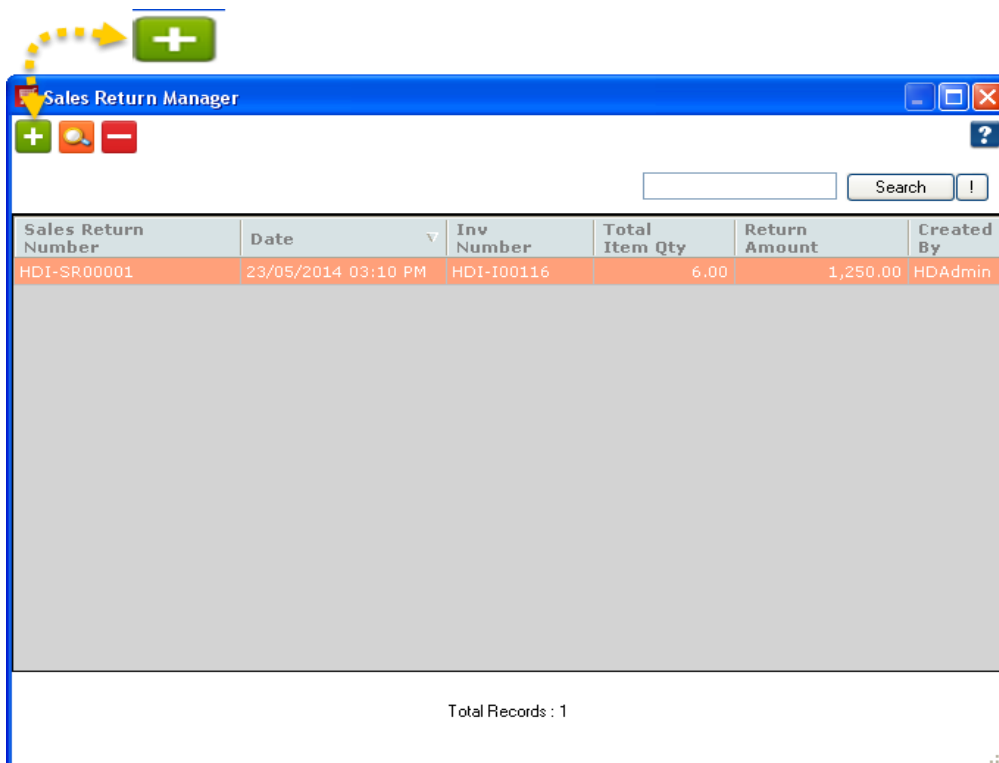 Sales Return Manager
?
Search !
Sales Return Number Date Inv Number Total Item Qty Return Amount Created By
HDI-SR00001 23/05/2014 03:10 PM HDI-I00116 6.00 1,250.00 HDAdmin
Total Records : 1